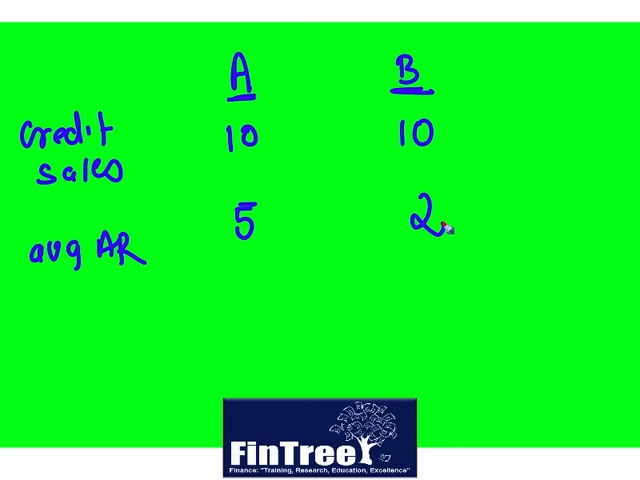 A B
Credit 10 10
sales
avg AR 5 2
FinTree
Finance: "Training, Research, Education, Excellence"